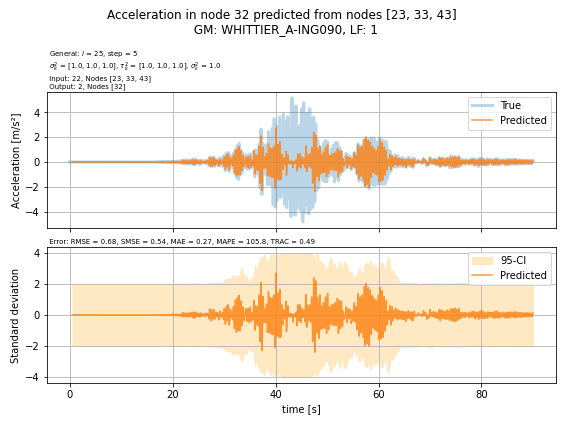 Acceleration in node 32 predicted from nodes [23, 33, 43]
GM: WHITTIER_A-ING090, LF: 1
General: l = 25, step = 5
σ_k² = [1.0, 1.0, 1.0], τ_k² = [1.0, 1.0, 1.0], σ_ε² = 1.0
Input: 22, Nodes [23, 33, 43]
Output: 2, Nodes [32]
Acceleration [m/s²]
4
2
0
−2
−4
True
Predicted
Error: RMSE = 0.68, SMSE = 0.54, MAE = 0.27, MAPE = 105.8, TRAC = 0.49
Standard deviation
4
2
0
−2
−4
95-CI
Predicted
0
20
40
60
80
time [s]